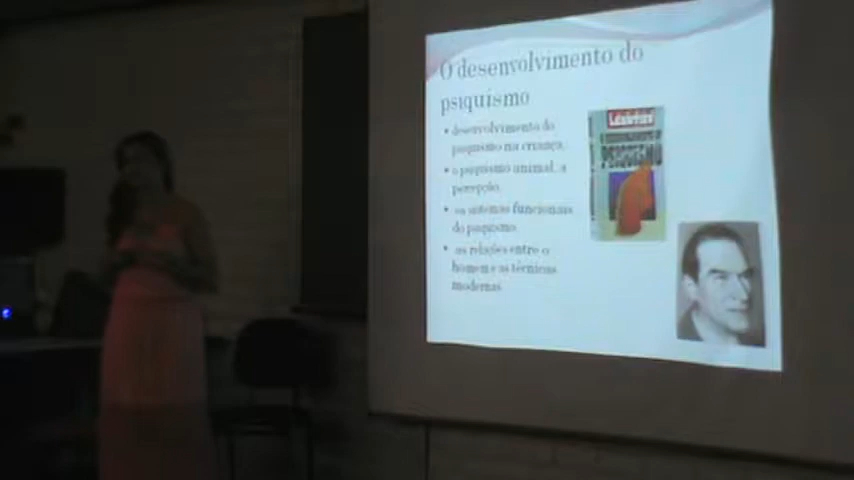 O desenvolvimento do
psiquismo
• desenvolvimento do
psiquismo na criança,
• o psiquismo animal, a
percepção,
• os sistemas funcionais
do psiquismo
• as relações entre o
homem e as técnicas
modernas
PSIQUISMO